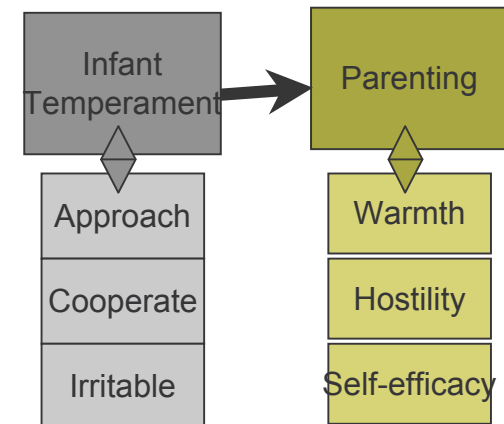 Infant
Temperament
Parenting
Approach
Warmth
Cooperate
Hostility
Irritable
Self-efficacy